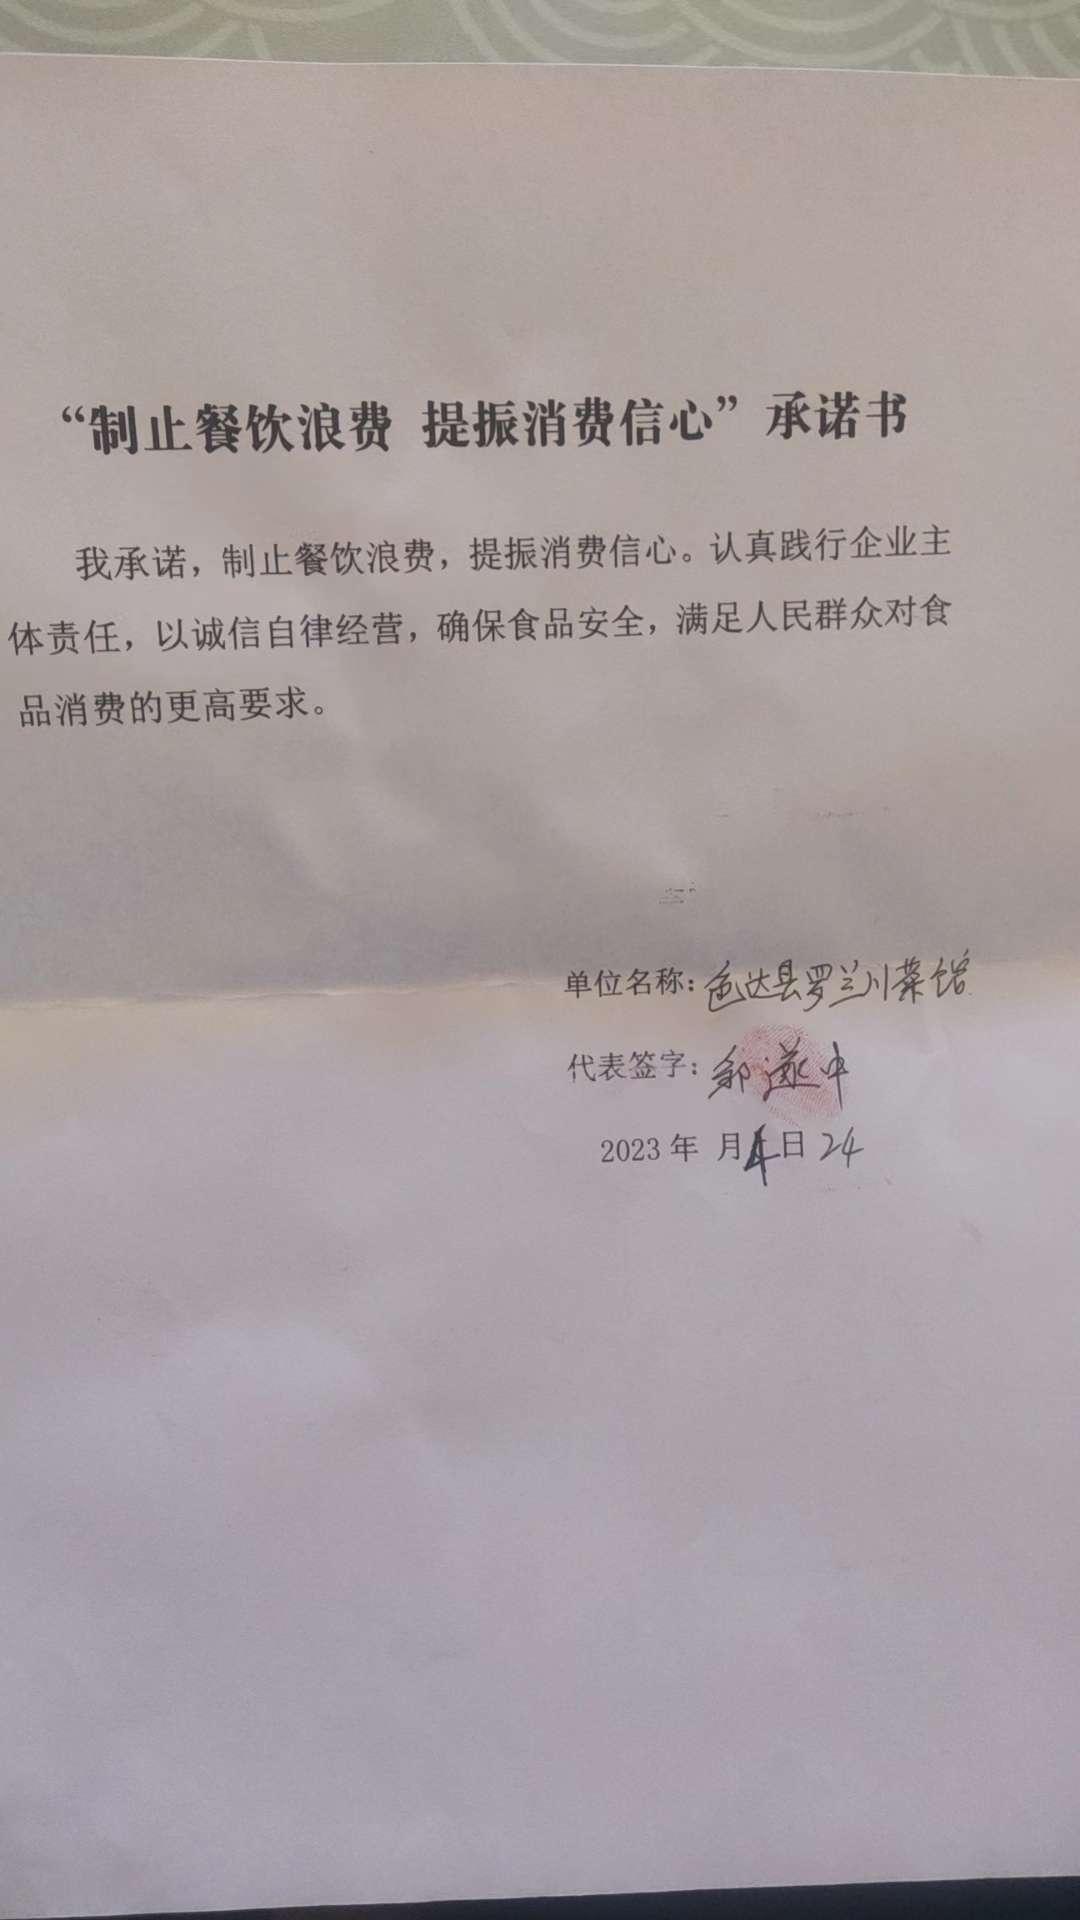 “制止餐饮浪费 提振消费信心”承诺书
我承诺，制止餐饮浪费，提振消费信心。认真践行企业主
体责任，以诚信自律经营，确保食品安全，满足人民群众对食
品消费的更高要求。
单位名称：色达县罗兰川菜馆
代表签字：邹遂中
2023 年 月4日 24